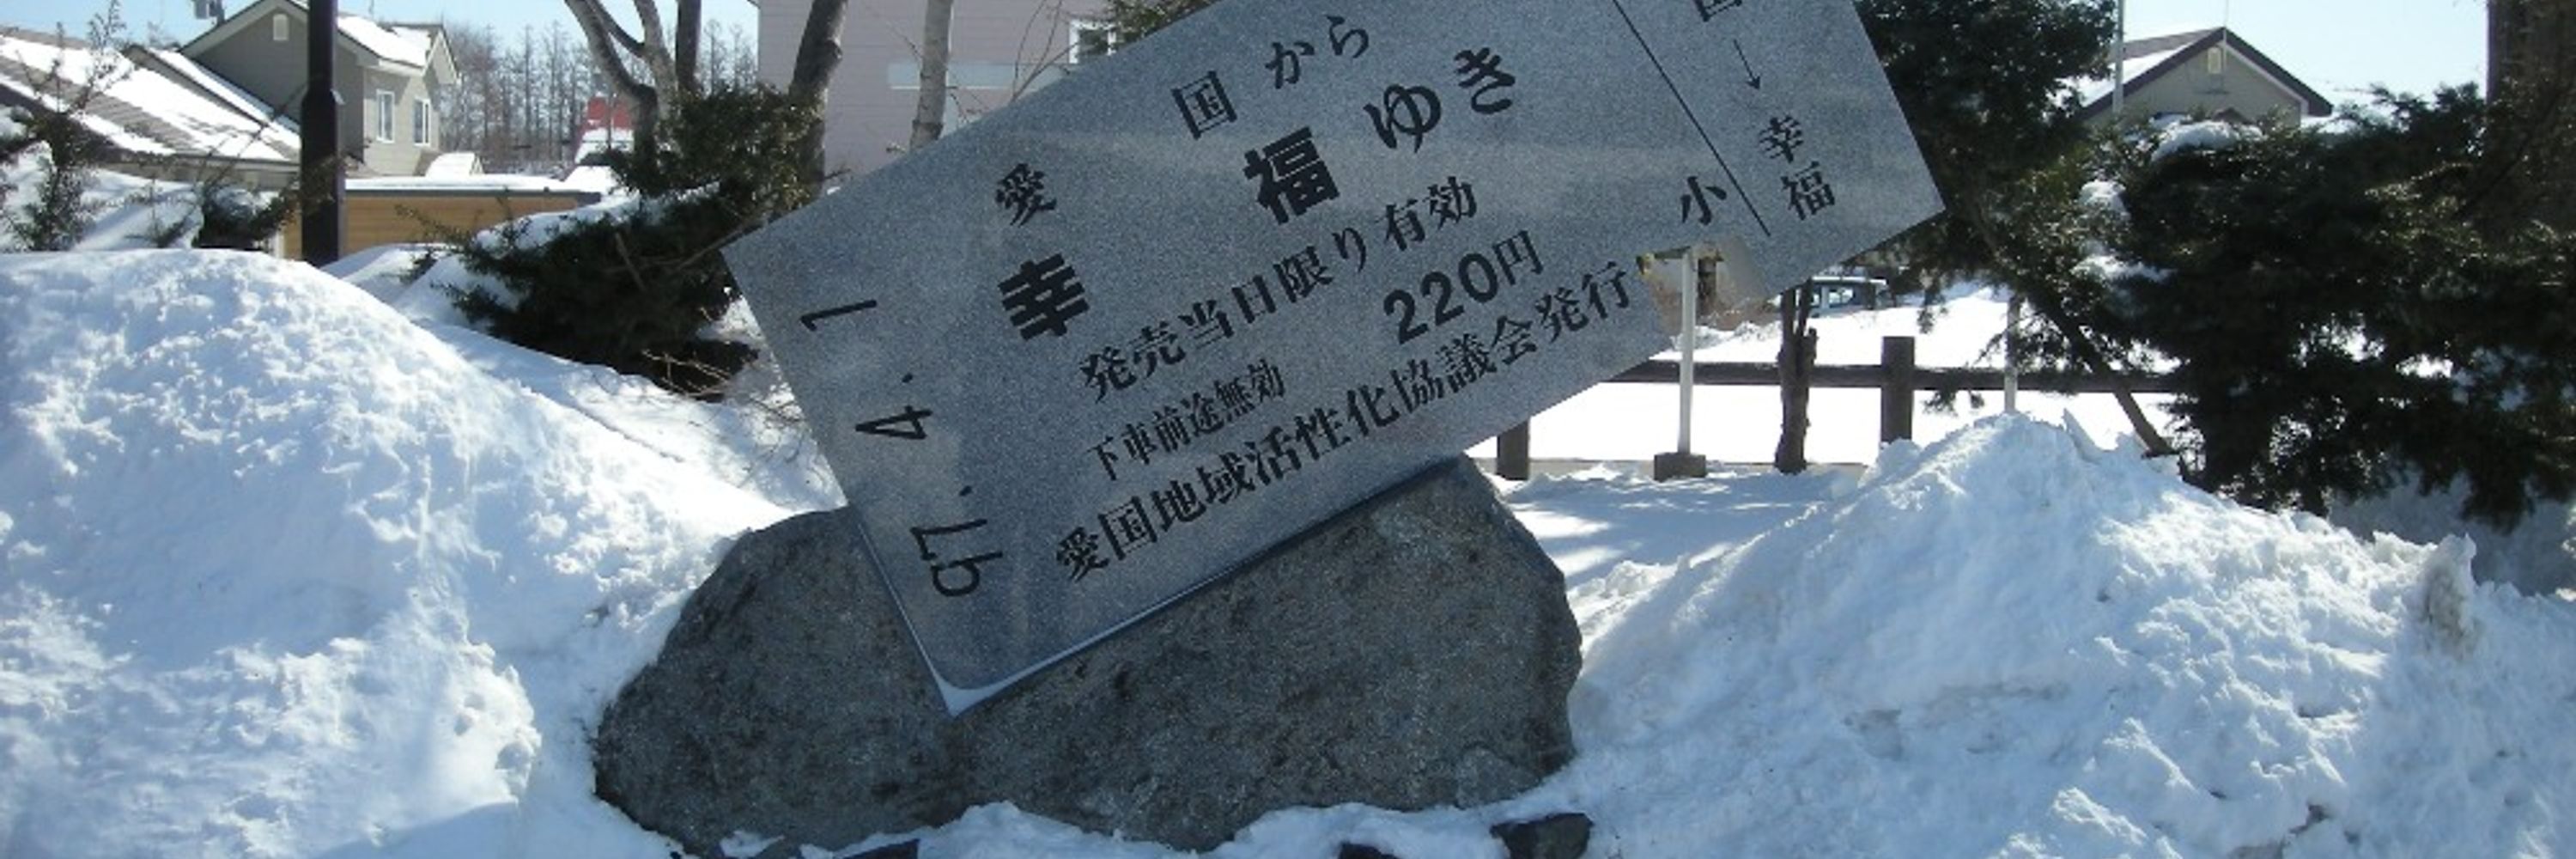 愛国から
幸福ゆき
発売当日限り有効
下車前途無効
220円
愛国地域活性化協議会発行
小
国→幸福
1.4.-7.-9